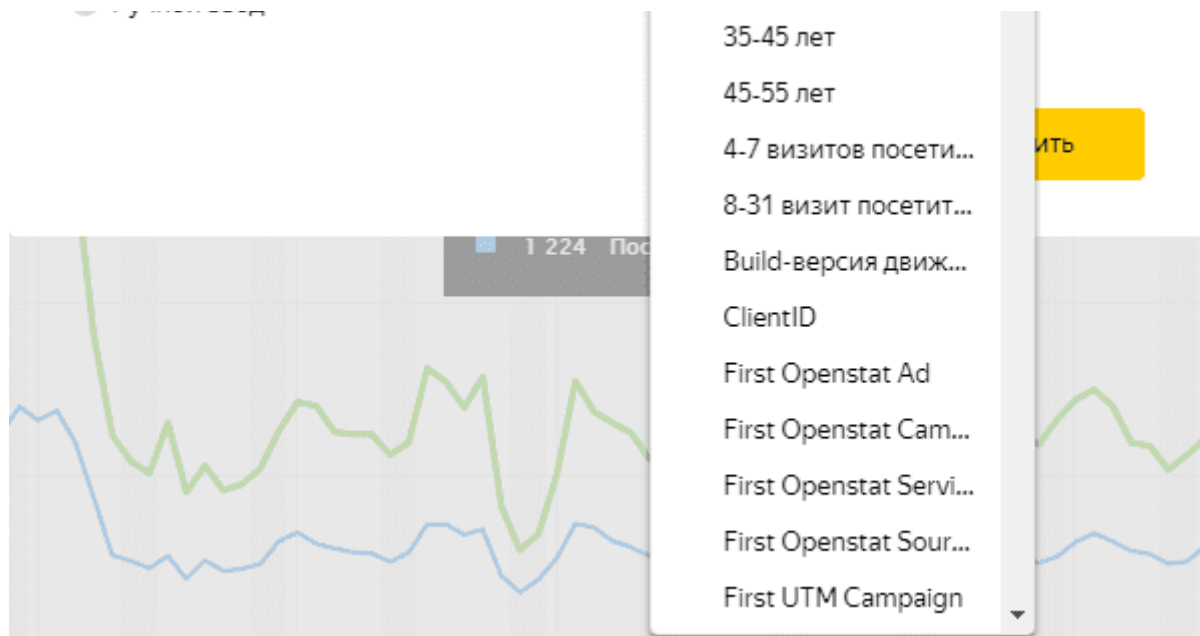 35-45 лет
45-55 лет
4-7 визитов посети...
ить
8-31 визит посетит...
1 224 Пос
Build-версия движ...
ClientID
First Openstat Ad
First Openstat Cam...
First Openstat Servi...
First Openstat Sour...
First UTM Campaign